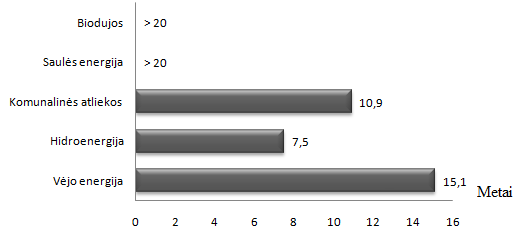 Biodujos > 20
Saulės energija > 20
Komunalinės atliekos 10,9
Hidroenergija 7,5
Vėjo energija 15,1
Metai
0 2 4 6 8 10 12 14 16